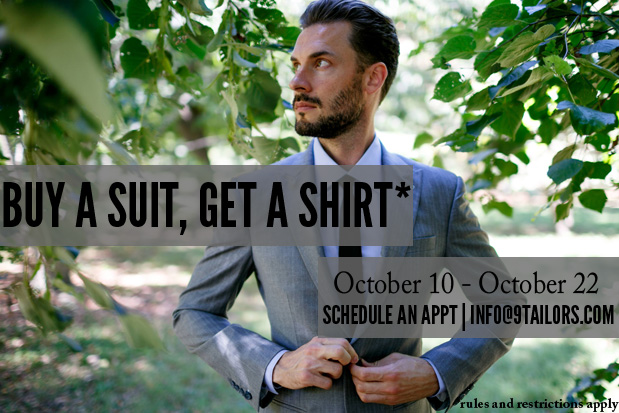 BUY A SUIT, GET A SHIRT*
October 10 - October 22
SCHEDULE AN APPT | INFO@9TAILORS.COM
*rules and restrictions apply